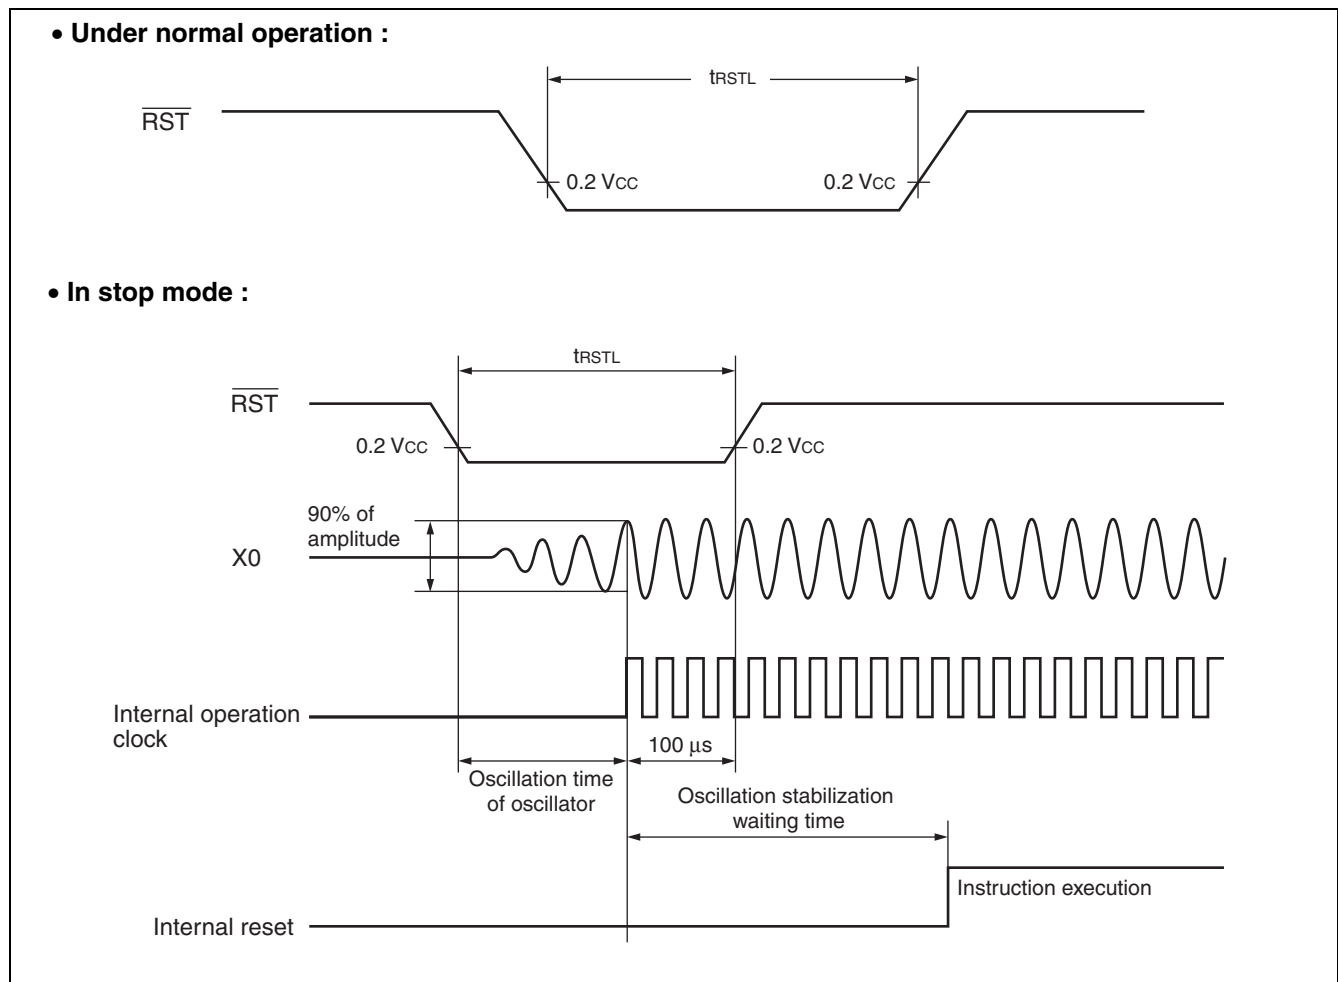 • Under normal operation :
tRSTL
RST
0.2 VCC
0.2 VCC
• In stop mode :
tRSTL
RST
0.2 VCC
0.2 VCC
90% of
amplitude
X0
Internal operation
clock
100 μs
Oscillation time
of oscillator
Oscillation stabilization
waiting time
Instruction execution
Internal reset